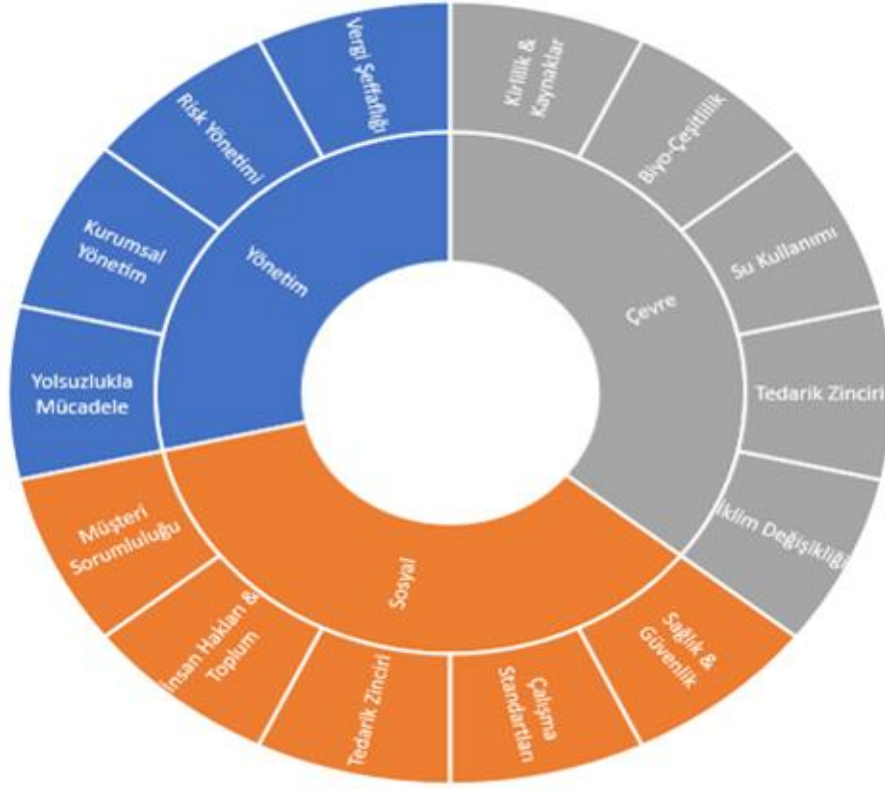 Vergi Şeffaflığı
Risk Yönetimi
Kurumsal
Yönetim
Yolsuzlukla
Mücadele
Yönetim
Kirlilik &
Kaynaklar
Biyo-Çeşitlilik
Su Kullanımı
Tedarik Zinciri
İklim Değişikliği
Çevre
Sağlık &
Güvenlik
Çalışma
Standartları
Tedarik Zinciri
İnsan Hakları &
Toplum
Müşteri
Sorumluluğu
Sosyal